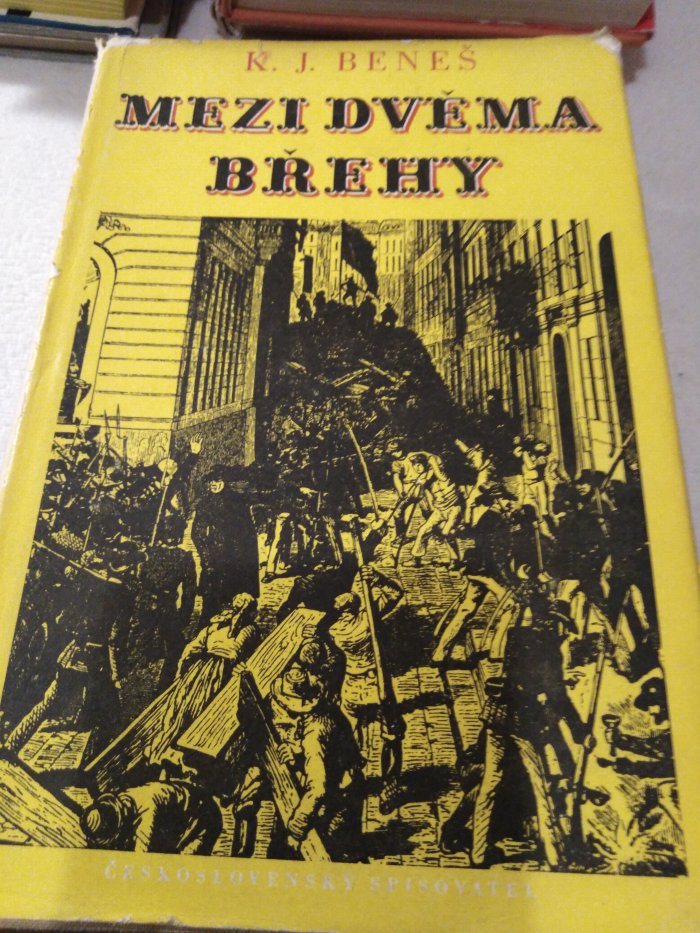 K. J. BENEŠ
MEZI DVĚMA
BŘEHY
ČESKOSLOVENSKÝ SPISOVATEL